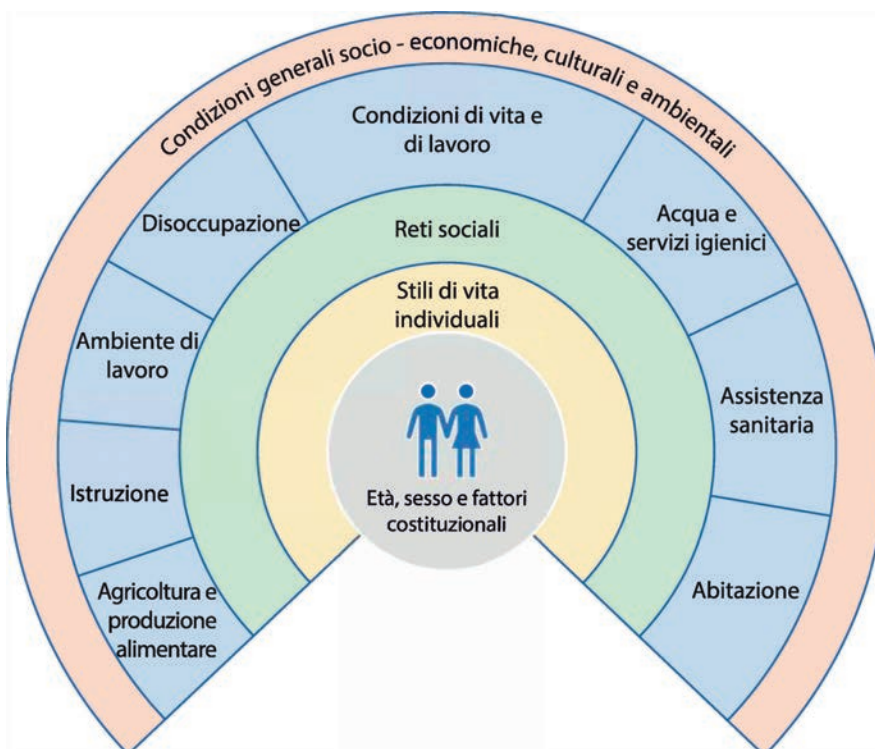 Condizioni generali socio - economiche, culturali e ambientali
Condizioni di vita e
di lavoro
Disoccupazione
Acqua e
servizi igienici
Reti sociali
Stili di vita
individuali
Ambiente di
lavoro
Assistenza
sanitaria
Età, sesso e fattori
costituzionali
Istruzione
Agricoltura e
produzione
alimentare
Abitazione